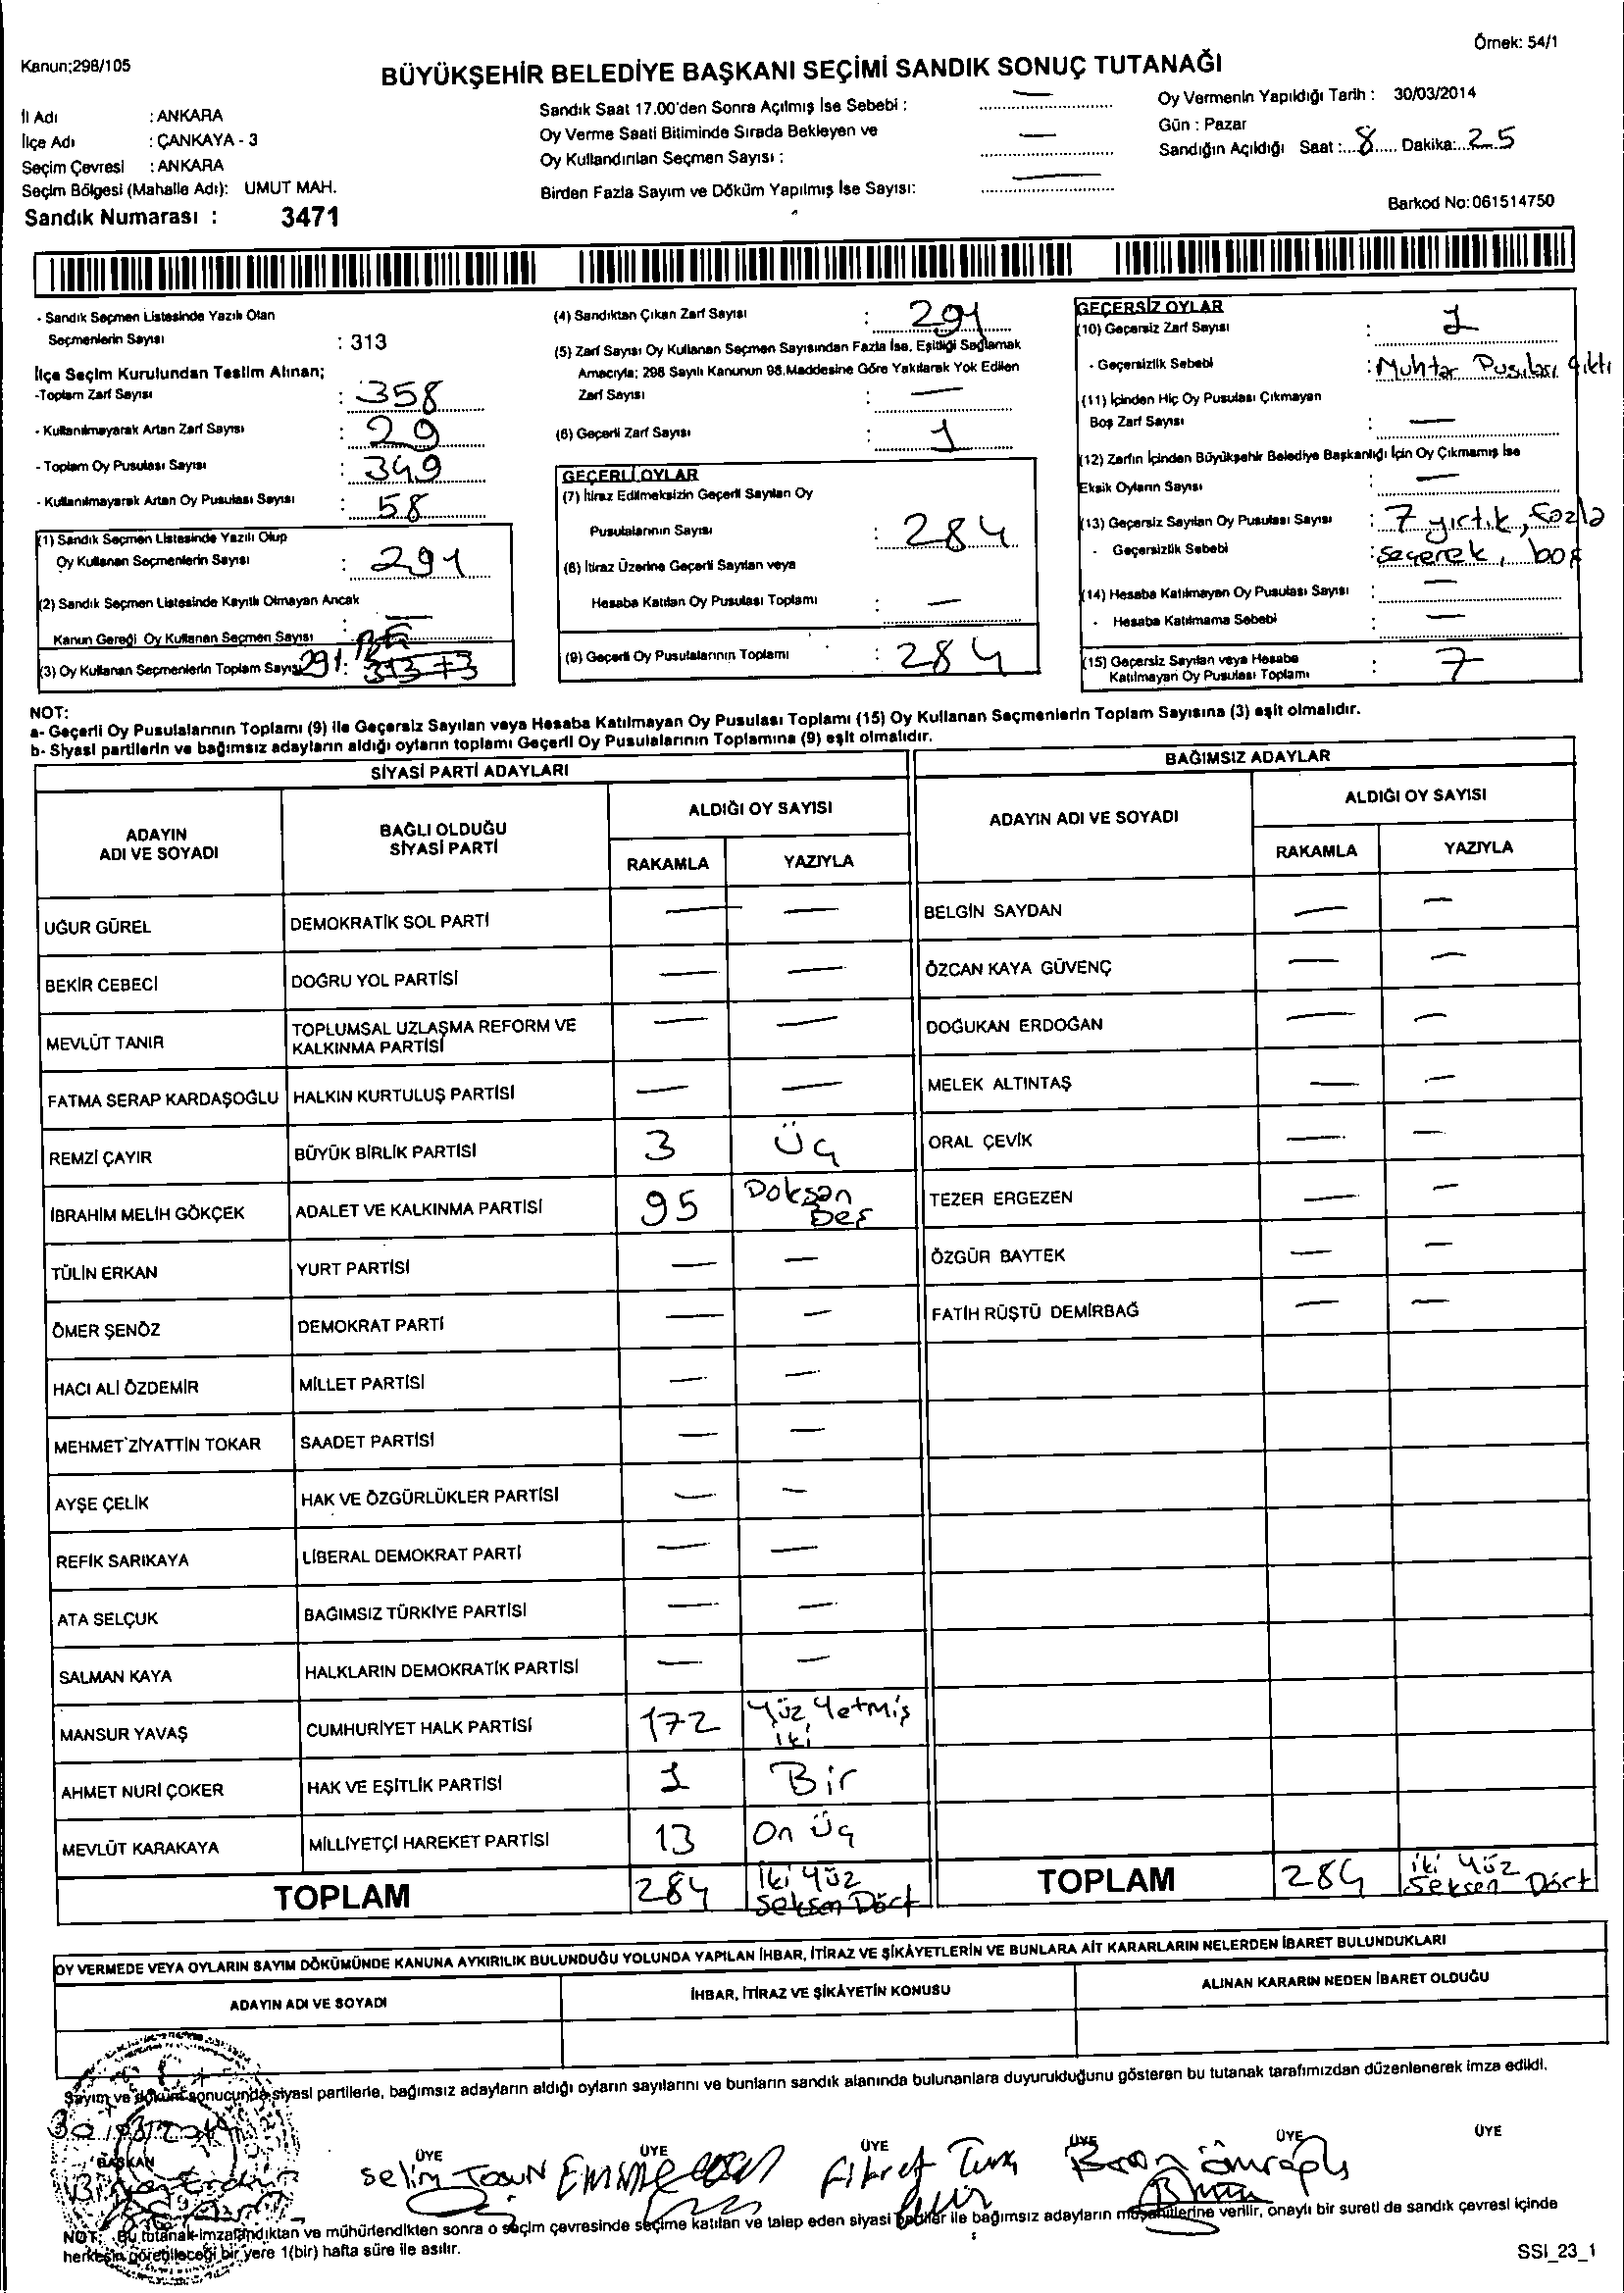 Örnek: 54/1
Kanun;298/105
BÜYÜKŞEHİR BELEDİYE BAŞKANI SEÇİMİ SANDIK SONUÇ TUTANAĞI
İl Adı : ANKARA
İlçe Adı : ÇANKAYA - 3
Seçim Çevresi : ANKARA
Seçim Bölgesi (Mahalle Adı): UMUT MAH.
Sandık Numarası : 3471
Sandık Saat 17.00'den Sonra Açılmış İse Sebebi : —
Oy Verme Saati Bitiminde Sırada Bekleyen ve
Oy Kullandırılan Seçmen Sayısı : —
Birden Fazla Sayım ve Döküm Yapılmış İse Sayısı: —
Oy Vermenin Yapıldığı Tarih : 30/03/2014
Gün : Pazar
Sandığın Açıldığı Saat :...8..... Dakika:..25
Barkod No:061514750
- Sandık Seçmen Listesinde Yazılı Olan
Seçmenlerin Sayısı : 313
İlçe Seçim Kurulundan Teslim Alınan;
-Toplam Zarf Sayısı : 358
- Kullanılmayarak Artan Zarf Sayısı : 29
- Toplam Oy Pusulası Sayısı : 349
- Kullanılmayarak Artan Oy Pusulası Sayısı : 58
(1) Sandık Seçmen Listesinde Yazılı Olup
Oy Kullanan Seçmenlerin Sayısı : 291
(2) Sandık Seçmen Listesinde Kayıtlı Olmayan Ancak
Kanun Gereği Oy Kullanan Seçmen Sayısı : —
(3) Oy Kullanan Seçmenlerin Toplam Sayısı 291 :
(4) Sandıktan Çıkan Zarf Sayısı : 291
(5) Zarf Sayısı Oy Kullanan Seçmen Sayısından Fazla İse, Eşitliği Sağlamak
Amacıyla; 298 Sayılı Kanunun 98.Maddesine Göre Yakılarak Yok Edilen
Zarf Sayısı : —
(6) Geçerli Zarf Sayısı : 1
GEÇERLİ OYLAR
(7) İtiraz Edilmeksizin Geçerli Sayılan Oy
Pusulalarının Sayısı : 284
(8) İtiraz Üzerine Geçerli Sayılan veya
Hesaba Katılan Oy Pusulası Toplamı : —
(9) Geçerli Oy Pusulalarının Toplamı : 284
GEÇERSİZ OYLAR
(10) Geçersiz Zarf Sayısı : 1
- Geçersizlik Sebebi : Muhtar Pusulası çıktı
(11) İçinden Hiç Oy Pusulası Çıkmayan
Boş Zarf Sayısı : —
(12) Zarfın İçinden Büyükşehir Belediye Başkanlığı İçin Oy Çıkmamış İse
Eksik Oyların Sayısı : —
(13) Geçersiz Sayılan Oy Pusulası Sayısı : 7 yırtık, fazla
- Geçersizlik Sebebi : seçerek, boş
(14) Hesaba Katılmayan Oy Pusulası Sayısı : —
- Hesaba Katılmama Sebebi : —
(15) Geçersiz Sayılan veya Hesaba
Katılmayan Oy Pusulası Toplamı : 7
NOT:
a- Geçerli Oy Pusulalarının Toplamı (9) ile Geçersiz Sayılan veya Hesaba Katılmayan Oy Pusulası Toplamı (15) Oy Kullanan Seçmenlerin Toplam Sayısına (3) eşit olmalıdır.
b- Siyasi partilerin ve bağımsız adayların aldığı oyların toplamı Geçerli Oy Pusulalarının Toplamına (9) eşit olmalıdır.
SİYASİ PARTİ ADAYLARI
ADAYIN ADI VE SOYADI
BAĞLI OLDUĞU SİYASİ PARTİ
ALDIĞI OY SAYISI
RAKAMLA YAZIYLA
UĞUR GÜREL DEMOKRATİK SOL PARTİ — —
BEKİR CEBECİ DOĞRU YOL PARTİSİ — —
MEVLÜT TANIR TOPLUMSAL UZLAŞMA REFORM VE KALKINMA PARTİSİ — —
FATMA SERAP KARDAŞOĞLU HALKIN KURTULUŞ PARTİSİ — —
REMZİ ÇAYIR BÜYÜK BİRLİK PARTİSİ 3 Üç
İBRAHİM MELİH GÖKÇEK ADALET VE KALKINMA PARTİSİ 95 Doksan Beş
TÜLİN ERKAN YURT PARTİSİ — —
ÖMER ŞENÖZ DEMOKRAT PARTİ — —
HACI ALİ ÖZDEMİR MİLLET PARTİSİ — —
MEHMET ZİYATTİN TOKAR SAADET PARTİSİ — —
AYŞE ÇELİK HAK VE ÖZGÜRLÜKLER PARTİSİ — —
REFİK SARIKAYA LİBERAL DEMOKRAT PARTİ — —
ATA SELÇUK BAĞIMSIZ TÜRKİYE PARTİSİ — —
SALMAN KAYA HALKLARIN DEMOKRATİK PARTİSİ — —
MANSUR YAVAŞ CUMHURİYET HALK PARTİSİ 172 Yüz Yetmiş iki
AHMET NURİ ÇOKER HAK VE EŞİTLİK PARTİSİ 1 Bir
MEVLÜT KARAKAYA MİLLİYETÇİ HAREKET PARTİSİ 13 On Üç
TOPLAM 284 iki Yüz Seksen Dört
BAĞIMSIZ ADAYLAR
ADAYIN ADI VE SOYADI
ALDIĞI OY SAYISI
RAKAMLA YAZIYLA
BELGİN SAYDAN — —
ÖZCAN KAYA GÜVENÇ — —
DOĞUKAN ERDOĞAN — —
MELEK ALTINTAŞ — —
ORAL ÇEVİK — —
TEZER ERGEZEN — —
ÖZGÜR BAYTEK — —
FATİH RÜŞTÜ DEMİRBAĞ — —
TOPLAM 284 iki Yüz Seksen Dört
OY VERMEDE VEYA OYLARIN SAYIM DÖKÜMÜNDE KANUNA AYKIRILIK BULUNDUĞU YOLUNDA YAPILAN İHBAR, İTİRAZ VE ŞİKÂYETLERİN VE BUNLARA AİT KARARLARIN NELERDEN İBARET BULUNDUKLARI
ADAYIN ADI VE SOYADI
İHBAR, İTİRAZ VE ŞİKÂYETİN KONUSU
ALINAN KARARIN NEDEN İBARET OLDUĞU
Sayım ve döküm sonucunda siyasi partilerle, bağımsız adayların aldığı oyların sayılarını ve bunların sandık alanında bulunanlara duyurulduğunu gösteren bu tutanak tarafımızdan düzenlenerek imza edildi.
BAŞKAN ÜYE ÜYE ÜYE ÜYE ÜYE ÜYE
Selim Fikret
NOT: Bu tutanak imzalandıktan ve mühürlendikten sonra o seçim çevresinde seçime katılan ve talep eden siyasi partiler ile bağımsız adayların müşahitlerine verilir, onaylı bir sureti de sandık çevresi içinde
herkesin görebileceği bir yere 1(bir) hafta süre ile asılır.
SSI_23_1